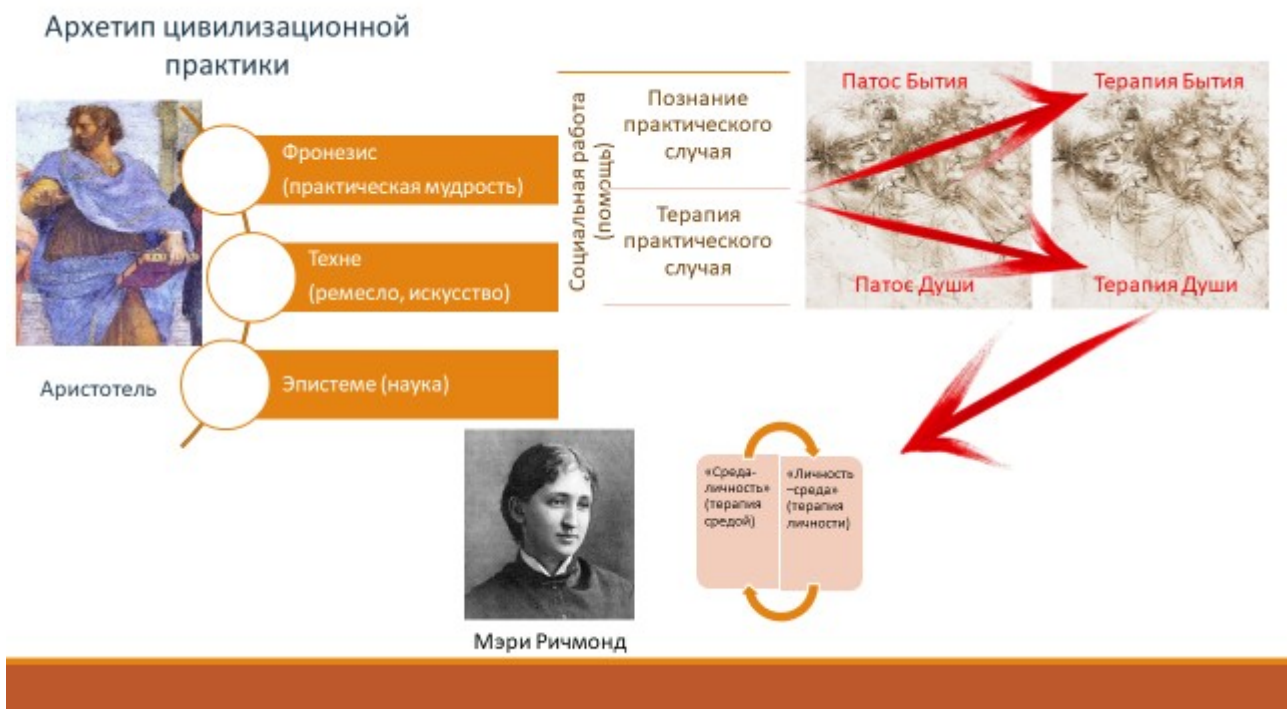 Архетип цивилизационной
практики
Фронезис
(практическая мудрость)
Техне
(ремесло, искусство)
Эпистеме (наука)
Аристотель
Социальная работа
(помощь)
Познание
практического
случая
Терапия
практического
случая
Патос Бытия
Терапия Бытия
Патос Души
Терапия Души
Мэри Ричмонд
«Среда-
личность»
(терапия
средой)
«Личность
–среда»
(терапия
личности)